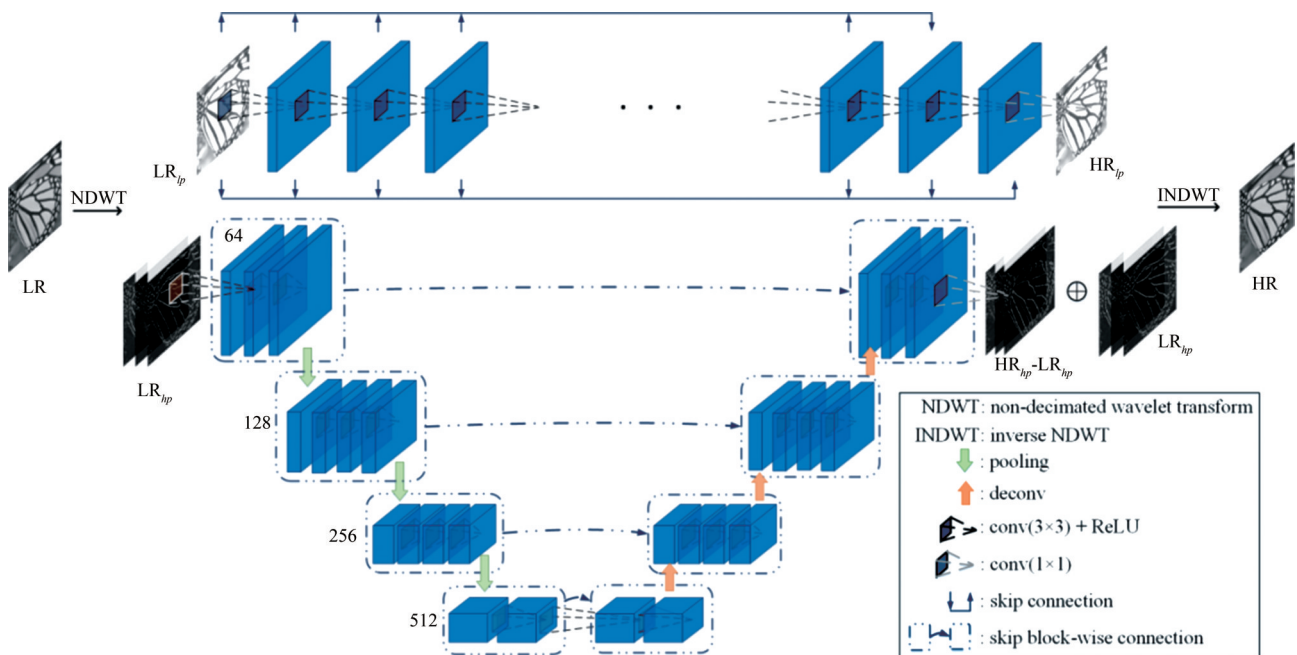 LR
NDWT
LR_lp
HR_lp
INDWT
HR
LR_hp
64
128
256
512
HR_hp-LR_hp
⊕
LR_hp
NDWT: non-decimated wavelet transform
INDWT: inverse NDWT
: pooling
: deconv
: conv(3×3) + ReLU
: conv(1×1)
: skip connection
: skip block-wise connection